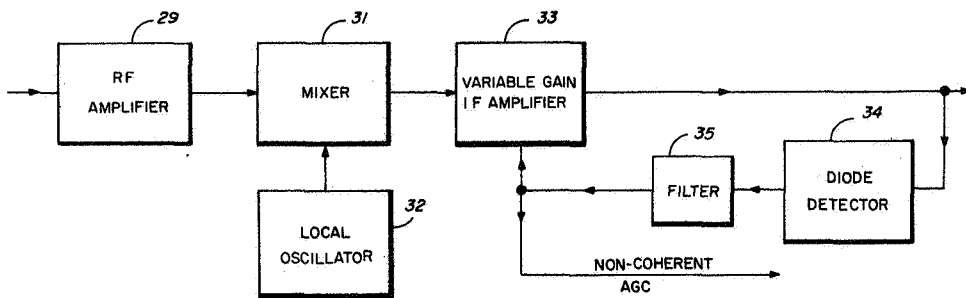 29
RF
AMPLIFIER
31
MIXER
33
VARIABLE GAIN
IF AMPLIFIER
34
DIODE
DETECTOR
35
FILTER
32
LOCAL
OSCILLATOR
NON-COHERENT
AGC